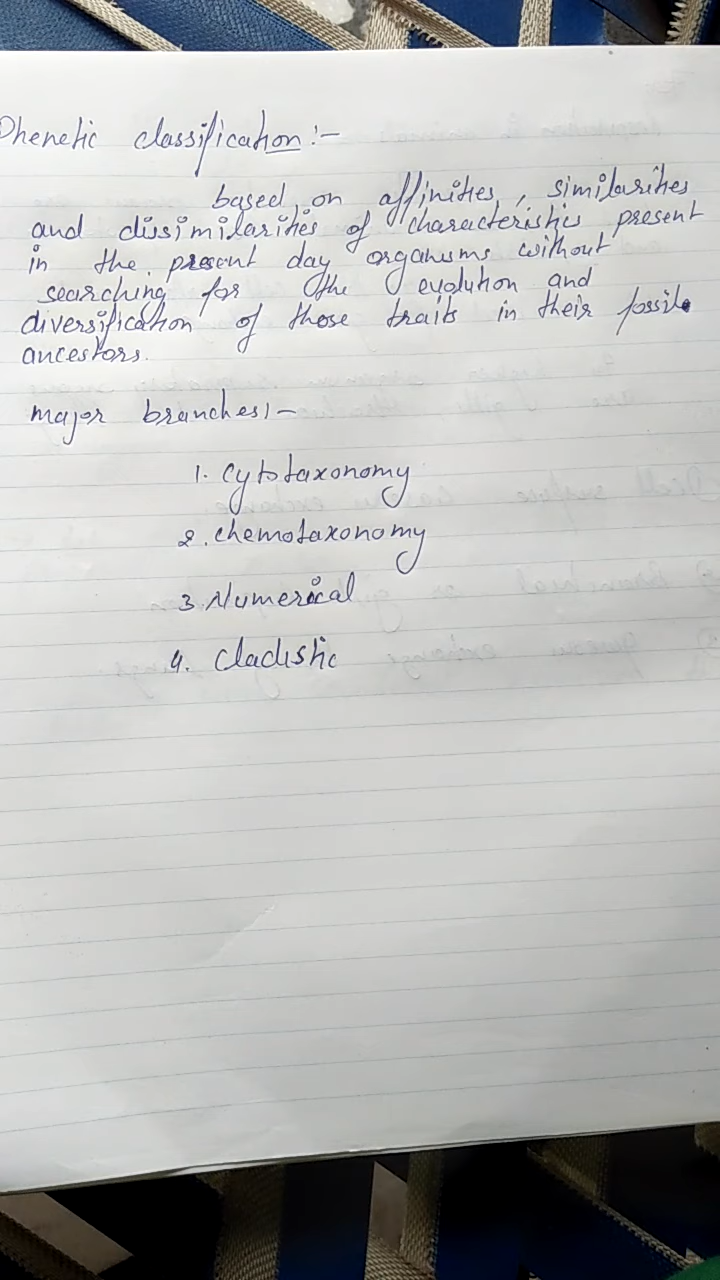 Phenetic classification :-
based on affinities, similarities
and dissimilarities of characteristics present
in the present day organisms without
searching for the evolution and
diversification of those traits in their fossil
ancestors.
major branches :-
1. Cytotaxonomy
2. chemotaxonomy
3. Numerical
4. Cladistic